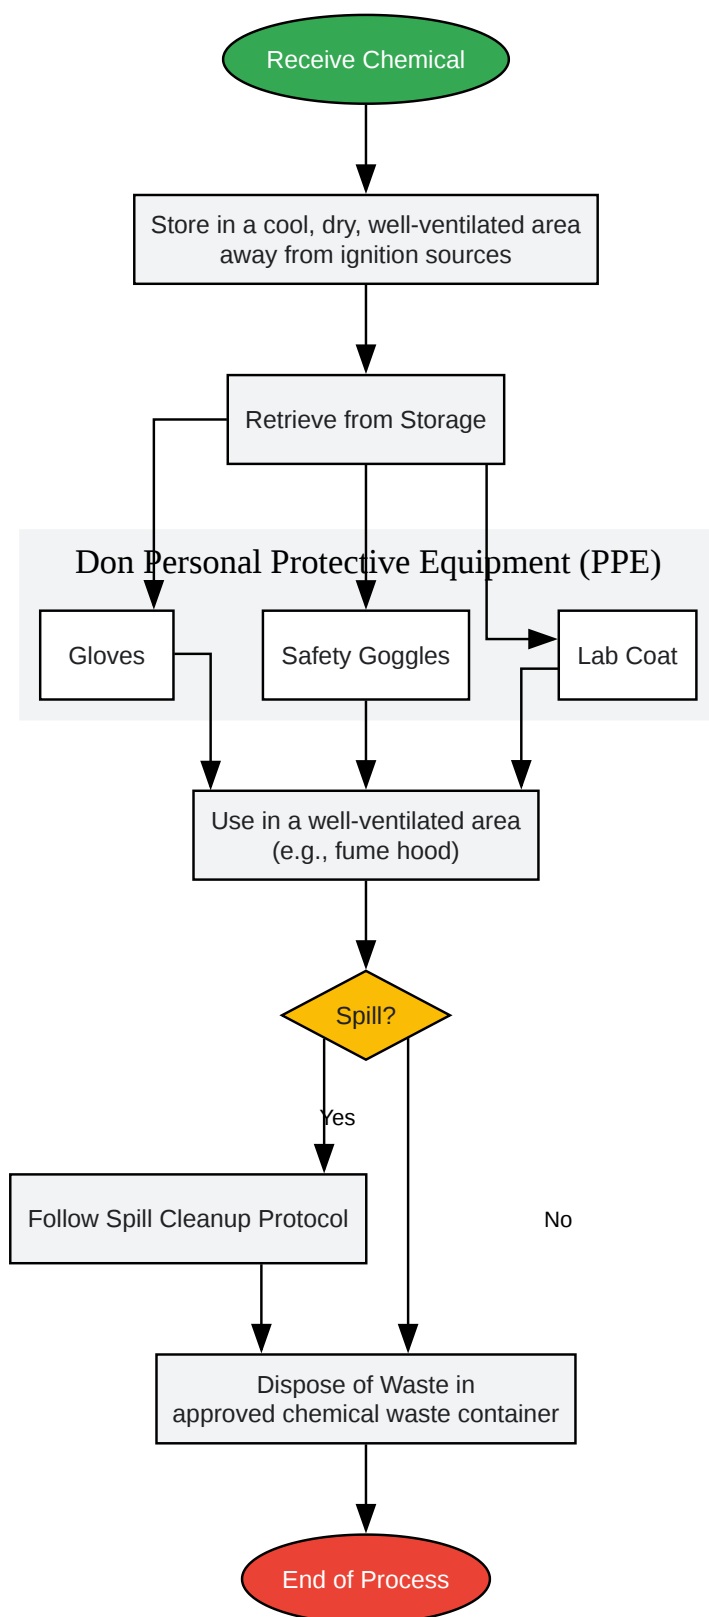 Receive Chemical
Store in a cool, dry, well-ventilated area
away from ignition sources
Retrieve from Storage
Don Personal Protective Equipment (PPE)
Gloves
Safety Goggles
Lab Coat
Use in a well-ventilated area
(e.g., fume hood)
Spill?
Yes
Follow Spill Cleanup Protocol
No
Dispose of Waste in
approved chemical waste container
End of Process